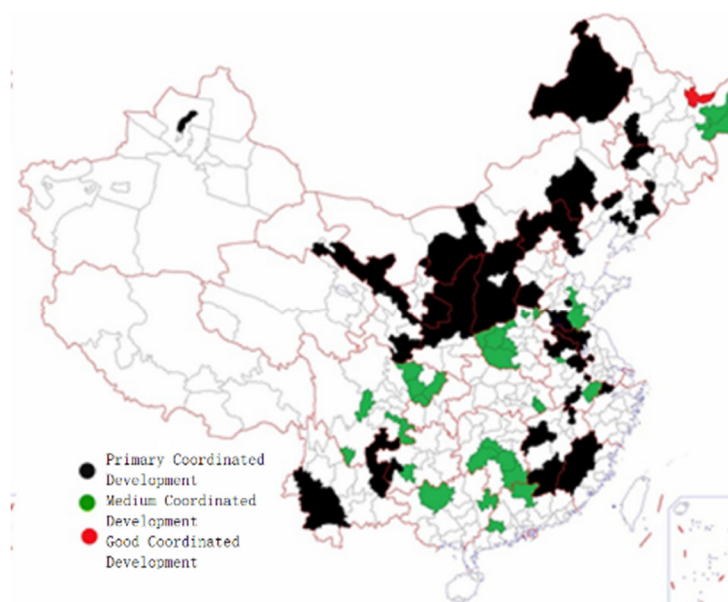 Primary Coordinated
Development
Medium Coordinated
Development
Good Coordinated
Development